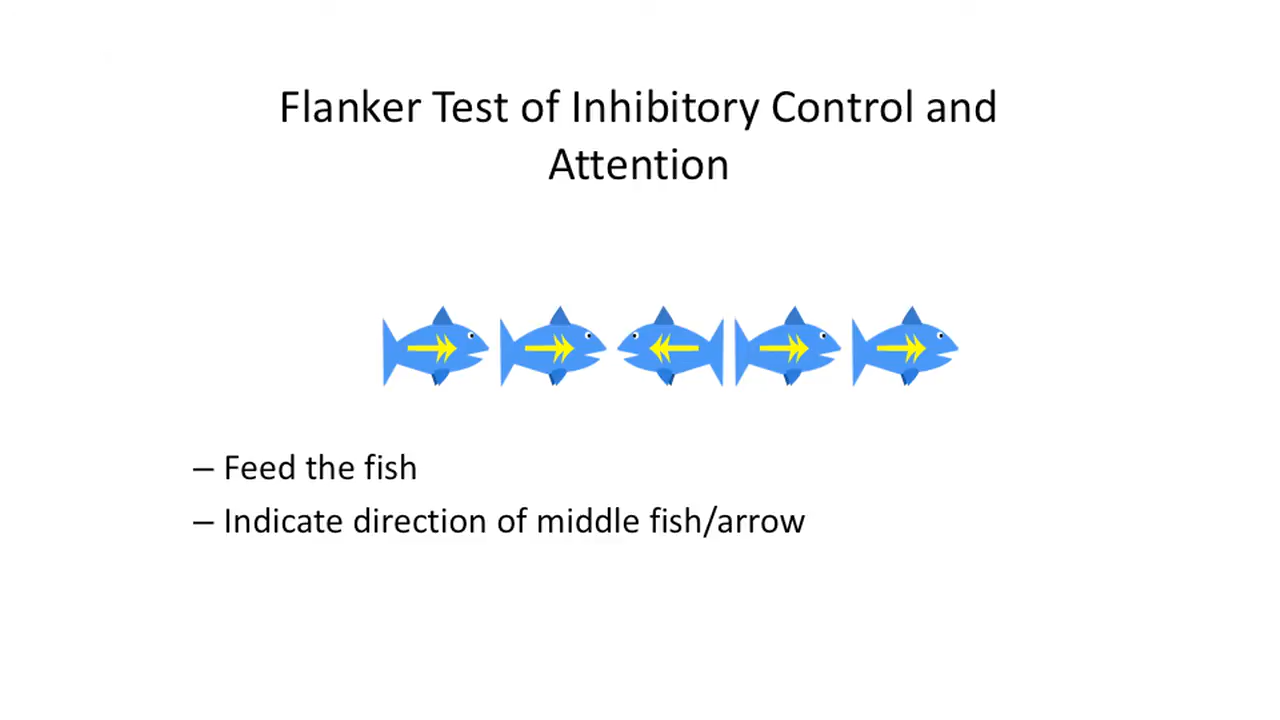 Flanker Test of Inhibitory Control and
Attention
– Feed the fish
– Indicate direction of middle fish/arrow